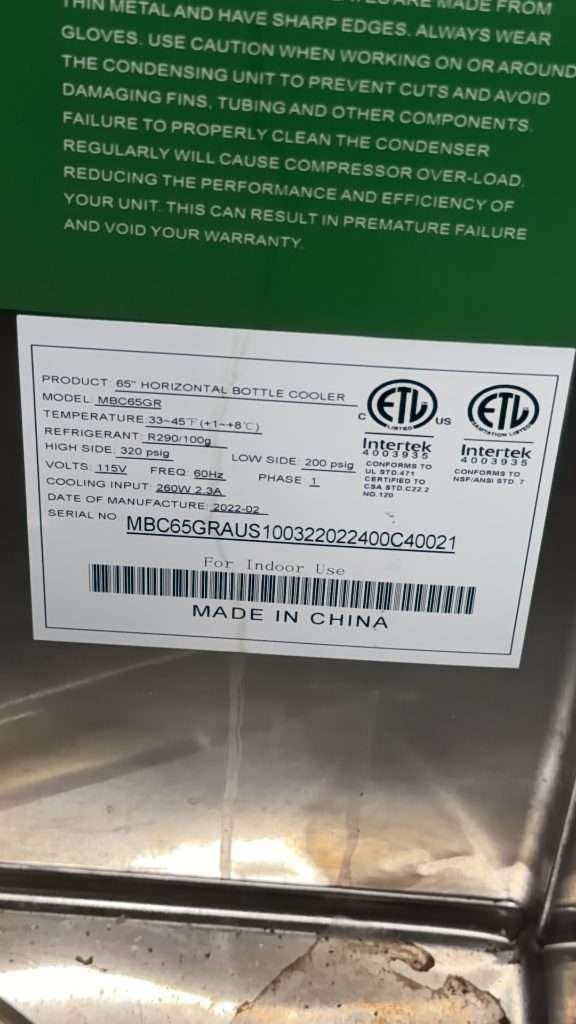 THIN METAL AND HAVE SHARP EDGES. ALWAYS WEAR
GLOVES. USE CAUTION WHEN WORKING ON OR AROUND
THE CONDENSING UNIT TO PREVENT CUTS AND AVOID
DAMAGING FINS, TUBING AND OTHER COMPONENTS.
FAILURE TO PROPERLY CLEAN THE CONDENSER
REGULARLY WILL CAUSE COMPRESSOR OVER-LOAD,
REDUCING THE PERFORMANCE AND EFFICIENCY OF
YOUR UNIT. THIS CAN RESULT IN PREMATURE FAILURE
AND VOID YOUR WARRANTY.
PRODUCT: 65" HORIZONTAL BOTTLE COOLER
MODEL: MBC65GR
TEMPERATURE: 33~45℉(+1~+8℃)
REFRIGERANT: R290/100g
HIGH SIDE: 320 psig LOW SIDE: 200 psig
VOLTS: 115V FREQ: 60Hz PHASE: 1
COOLING INPUT: 260W 2.3A
DATE OF MANUFACTURE: 2022-02
SERIAL NO.: MBC65GRAUS100322022400C40021
C ETL US
LISTED
Intertek
4003935
CONFORMS TO
UL STD.471
CERTIFIED TO
CSA STD.C22.2
NO.120
ETL
SANITATION LISTED
Intertek
4003935
CONFORMS TO
NSF/ANSI STD. 7
For Indoor Use
MADE IN CHINA